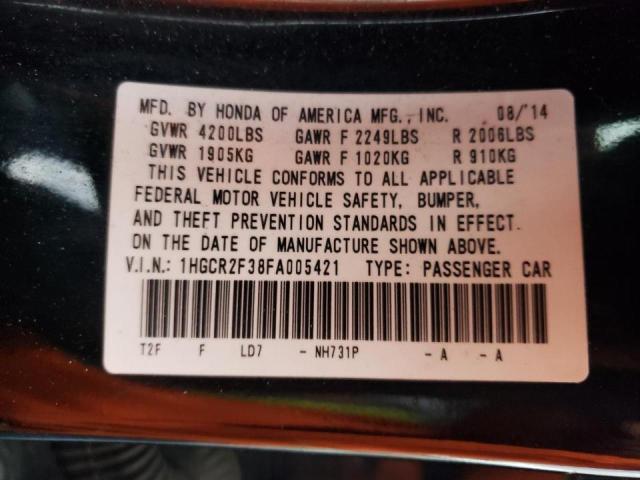 MFD. BY HONDA OF AMERICA MFG., INC. 08/'14
GVWR 4200LBS GAWR F 2249LBS R 2006LBS
GVWR 1905KG GAWR F 1020KG R 910KG
THIS VEHICLE CONFORMS TO ALL APPLICABLE
FEDERAL MOTOR VEHICLE SAFETY, BUMPER,
AND THEFT PREVENTION STANDARDS IN EFFECT
ON THE DATE OF MANUFACTURE SHOWN ABOVE.
V.I.N.: 1HGCR2F38FA005421 TYPE: PASSENGER CAR
T2F F LD7 - NH731P - A - A